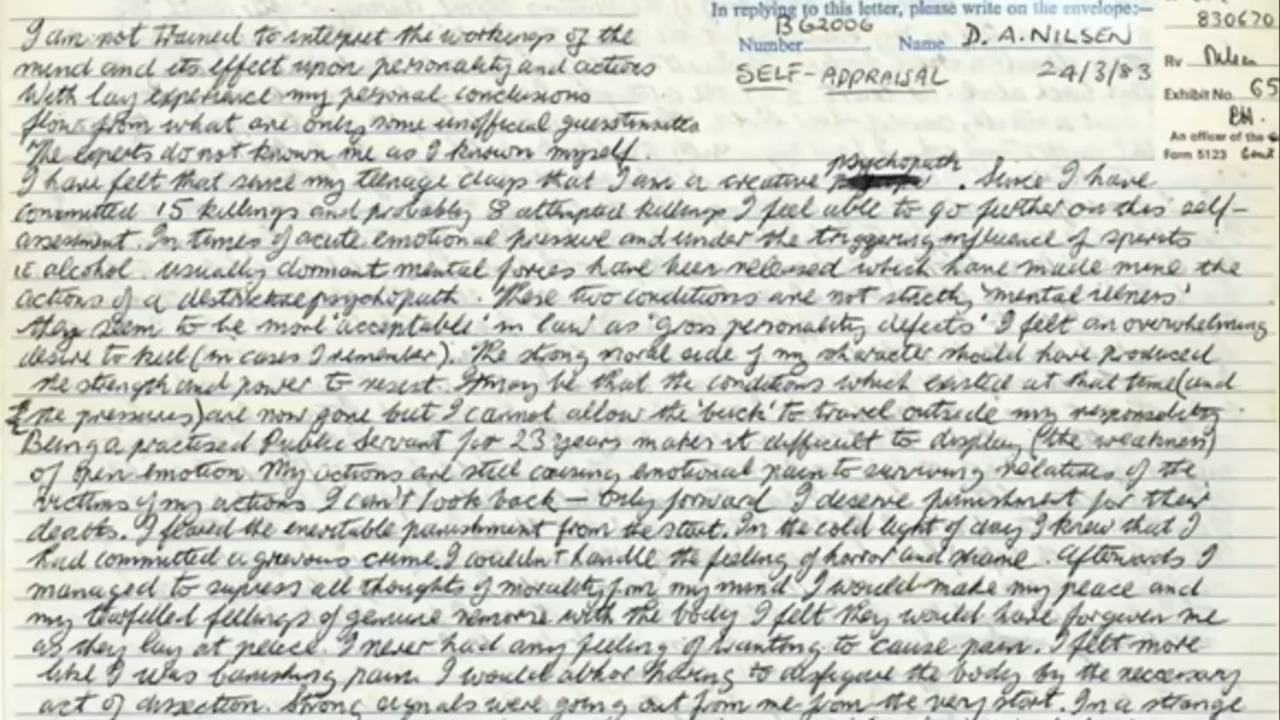 In replying to this letter, please write on the envelope:—
Number BG2006 Name D. A. NILSEN
SELF-APPRAISAL 24/3/83
830670
Rv
Exhibit No. 65
An officer of the
Form 5123
I am not trained to interpret the workings of the
mind and its effect upon personality and actions
With lay experience my personal conclusions
flow from what are only some unofficial
The experts do not known me as I known myself
I have felt that since my teenage days that I am a creative psychopath. Since I have
committed 15 killings and probably 8 attempted killings I feel able to go further on this self-
assesment. In times of acute emotional pressure and under the triggering influence of spirits
ie alcohol. usually dormant mental forces have been released which have made mine the
actions of a destrictive psychopath. These two conditions are not strictly 'mental illness'
they seem to be more 'acceptable' in law as 'gross personality defects' I felt an overwhelming
desire to kill (in cases I remember). The strong moral side of my character should have produced
the strength and power to resist. It may be that the conditions which existed at that time (and
the pressures) are now gone but I cannot allow the 'buck' to travel outside my responsibility.
Being a practised Public Servant for 23 years makes it difficult to display (the weakness)
of open emotion. My actions are still causing emotional pain to surviving relatives of the
victims of my actions I can't look back — only forward I deserve punishment for their
deaths. I feared the inevitable punishment from the start. In the cold light of day I knew that I
had committed a grevous crime. I couldn't handle the feeling of horror and shame. Afterwards I
managed to supress all thoughts of morality from my mind. I would make my peace and
my tearfilled feelings of genuine remorse with the body I felt they would have forgiven me
as they lay at peace. I never had any feeling of wanting to cause pain. I felt more
like I was banishing pain. I would abhor having to disfigure the body by the necessary
act of dissection. Strong signals were going out from me from the very start. In a strange